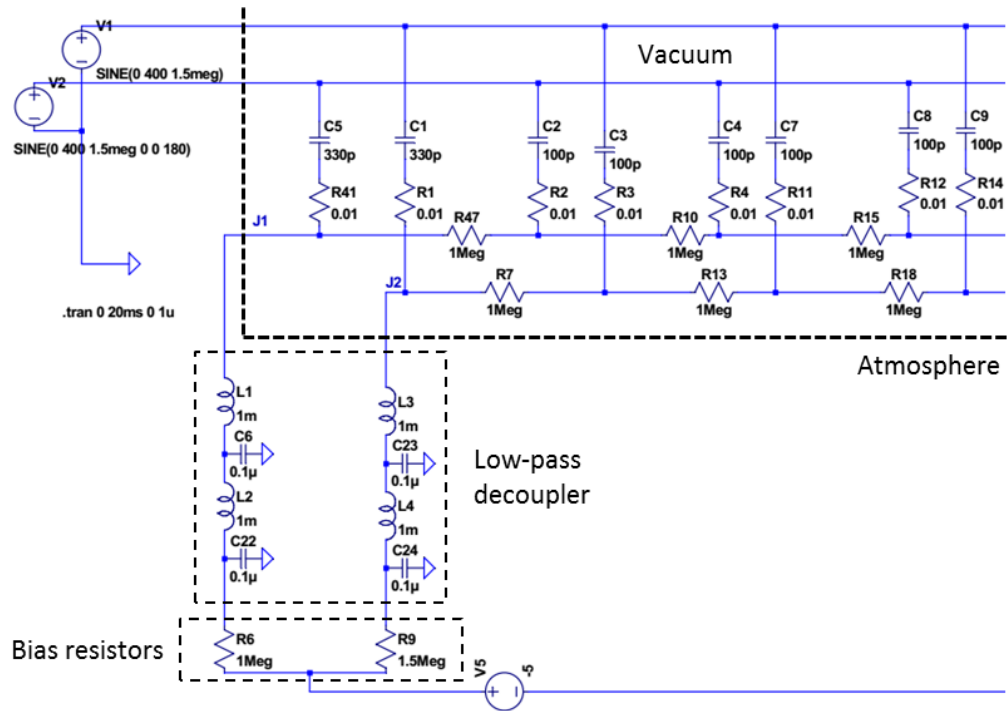 V1
Vacuum
SINE(0 400 1.5meg)
V2
SINE(0 400 1.5meg 0 0 180)
C5
330p
C1
330p
C2
100p
C3
100p
C4
100p
C7
100p
C8
100p
C9
100p
R41
0.01
R1
0.01
R2
0.01
R3
0.01
R4
0.01
R11
0.01
R12
0.01
R14
0.01
J1
R47
1Meg
R10
1Meg
R15
1Meg
J2
R7
1Meg
R13
1Meg
R18
1Meg
.tran 0 20ms 0 1u
Atmosphere
L1
1m
L3
1m
C6
0.1µ
C23
0.1µ
Low-pass
decoupler
L2
1m
L4
1m
C22
0.1µ
C24
0.1µ
Bias resistors
R6
1Meg
R9
1.5Meg
V5
-5